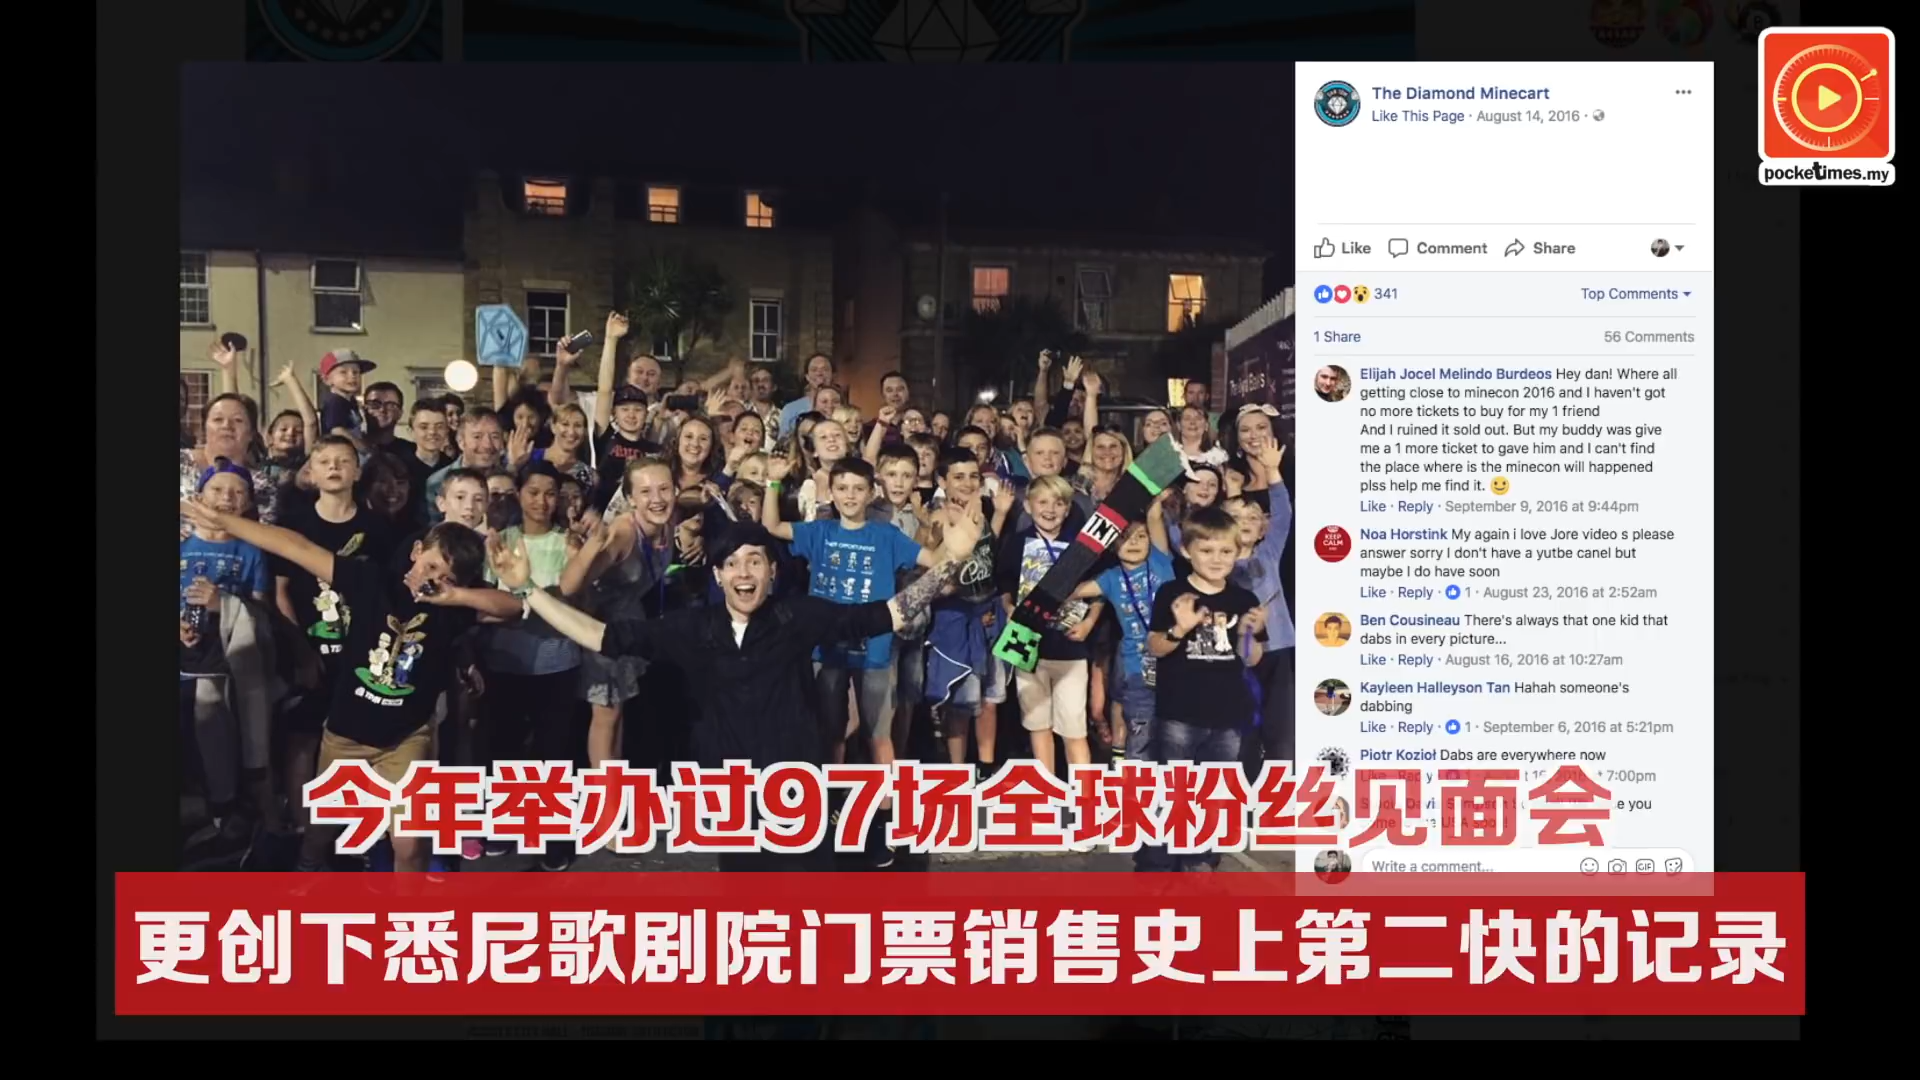 The Diamond Minecart
Like This Page · August 14, 2016 ·
pocketimes.my
Like Comment Share
341 Top Comments
1 Share 56 Comments
Elijah Jocel Melindo Burdeos Hey dan! Where all
getting close to minecon 2016 and I haven't got
no more tickets to buy for my 1 friend
And I ruined it sold out. But my buddy was give
me a 1 more ticket to gave him and I can't find
the place where is the minecon will happened
plss help me find it.
Like · Reply · September 9, 2016 at 9:44pm
KEEP CALM
Noa Horstink My again i love Jore video s please
answer sorry I don't have a yutbe canel but
maybe I do have soon
Like · Reply · 1 · August 23, 2016 at 2:52am
Ben Cousineau There's always that one kid that
dabs in every picture...
Like · Reply · August 16, 2016 at 10:27am
Kayleen Halleyson Tan Hahah someone's
dabbing
Like · Reply · 1 · September 6, 2016 at 5:21pm
Piotr Kozioł Dabs are everywhere now
7:00pm
you
Write a comment...
GIF
TNT
今年举办过97场全球粉丝见面会
更创下悉尼歌剧院门票销售史上第二快的记录